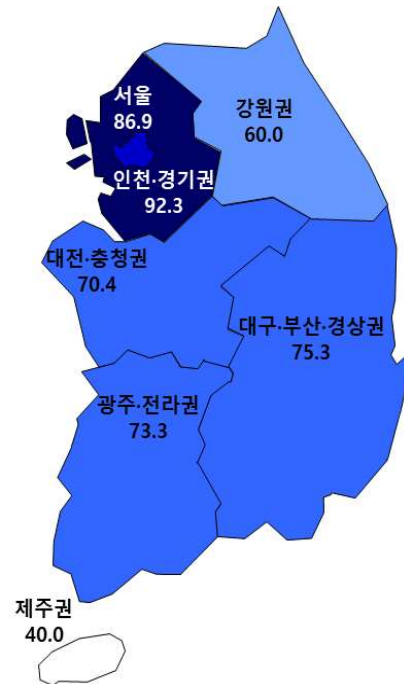 서울
86.9
강원권
60.0
인천·경기권
92.3
대전·충청권
70.4
대구·부산·경상권
75.3
광주·전라권
73.3
제주권
40.0